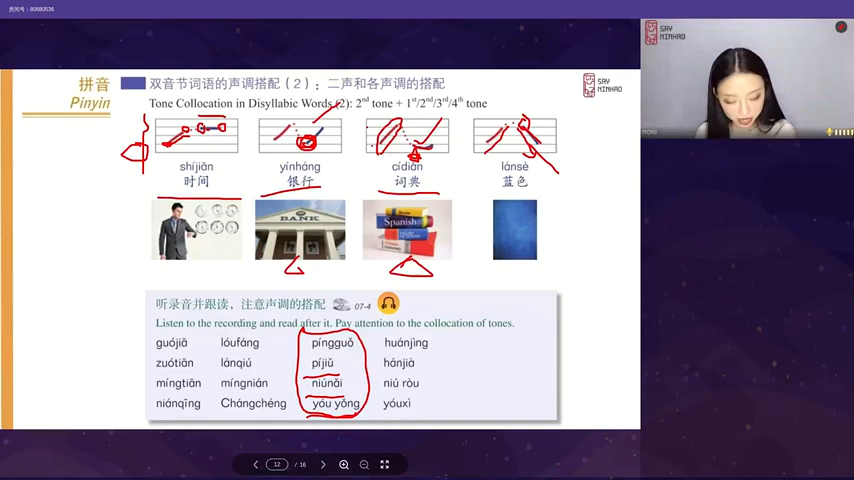 房间号: 80680536
拼音
Pinyin
双音节词语的声调搭配(2):二声和各声调的搭配
Tone Collocation in Disyllabic Words (2): 2nd tone + 1st/2nd/3rd/4th tone
SAY
NINHAO
shíjiān
时间
yínháng
银行
cídiǎn
词典
lánsè
蓝色
BANK
Spanish
听录音并跟读,注意声调的搭配 07-4
Listen to the recording and read after it. Pay attention to the collocation of tones.
guójiā lóufáng píngguǒ huánjìng
zuótiān lánqiú píjiǔ hánjià
míngtiān míngnián niúnǎi niú ròu
niánqīng Chángchéng yóu yǒng yóuxì
SAY
NINHAO
RONI
12 / 16